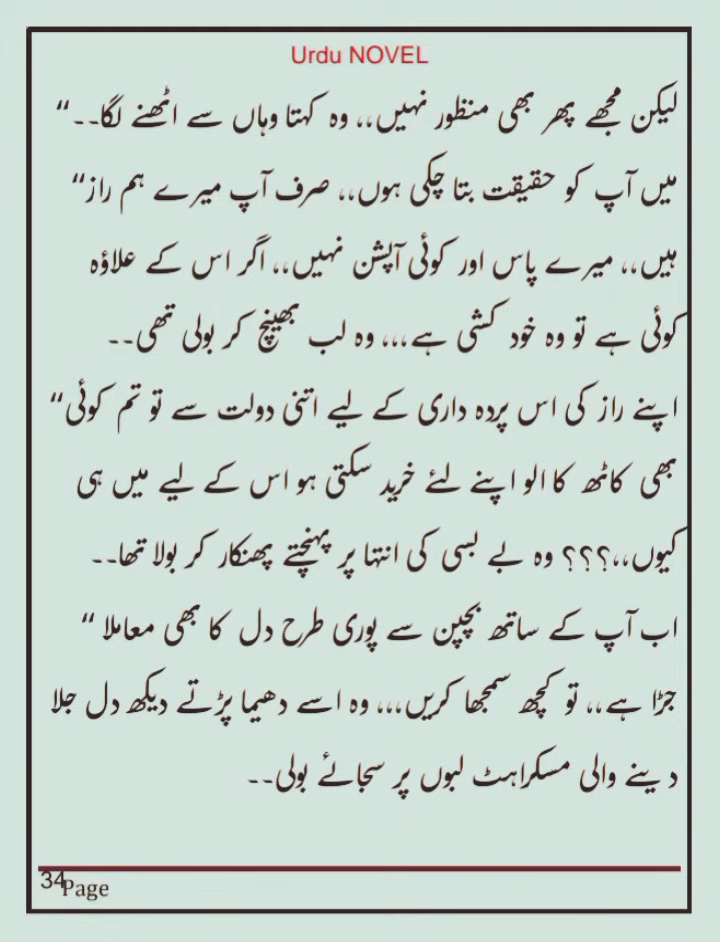 Urdu NOVEL
لیکن مجھے پھر بھی منظور نہیں،، وہ کہتا وہاں سے اٹھنے لگا۔۔“
میں آپ کو حقیقت بتا چکی ہوں،، صرف آپ میرے ہم راز“
ہیں،، میرے پاس اور کوئی آپشن نہیں،، اگر اس کے علاؤہ
کوئی ہے تو وہ خود کشی ہے،،، وہ لب بھینچ کر بولی تھی۔۔
اپنے راز کی اس پردہ داری کے لیے اتنی دولت سے تو تم کوئی“
بھی کاٹھ کا الو اپنے لئے خرید سکتی ہو اس کے لیے میں ہی
کیوں،،؟؟؟ وہ بے بسی کی انتہا پر پہنچتے پھنکار کر بولا تھا۔۔
اب آپ کے ساتھ بچپن سے پوری طرح دل کا بھی معاملا “
جڑا ہے،، تو کچھ سمجھا کریں،،، وہ اسے دھیما پڑتے دیکھ دل جلا
دینے والی مسکراہٹ لبوں پر سجائے بولی۔۔
34Page